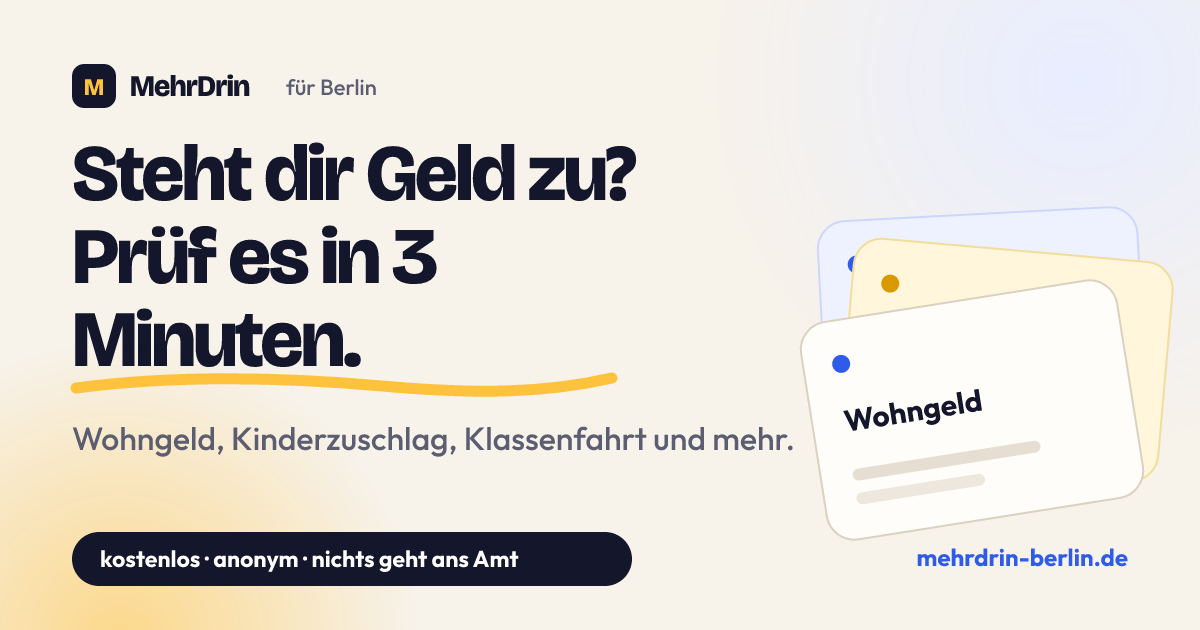 M MehrDrin für Berlin
Steht dir Geld zu?
Prüf es in 3
Minuten.
Wohngeld, Kinderzuschlag, Klassenfahrt und mehr.
Wohngeld
kostenlos · anonym · nichts geht ans Amt
mehrdrin-berlin.de